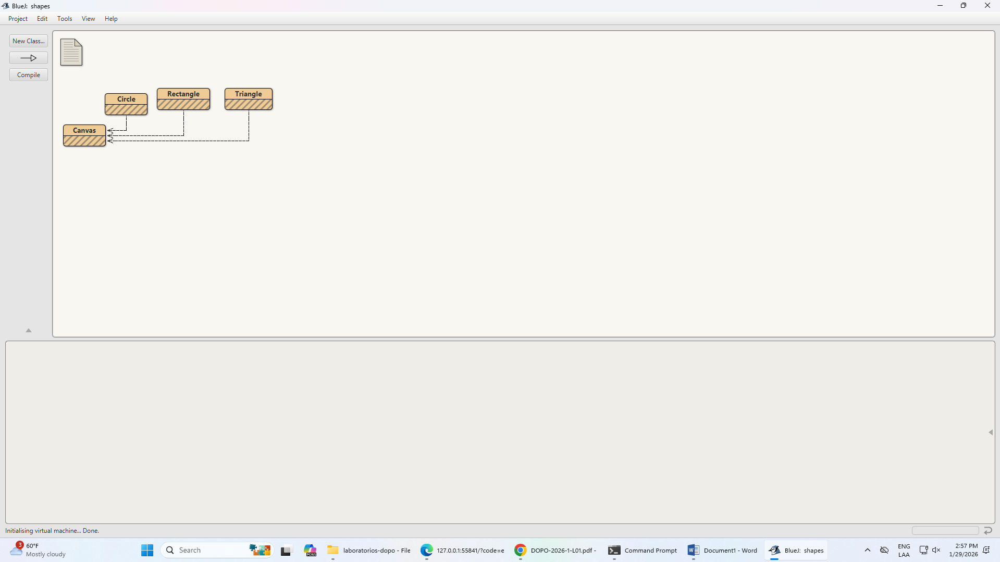 BlueJ: shapes
Project Edit Tools View Help
New Class...
Compile
Circle
Rectangle
Triangle
Canvas
Initialising virtual machine... Done.
3
60°F
Mostly cloudy
Search
M365
laboratorios-dopo - File
127.0.0.1:55841/?code=e
DOPO-2026-1-L01.pdf -
Command Prompt
Document1 - Word
BlueJ: shapes
ENG
LAA
2:57 PM
1/29/2026